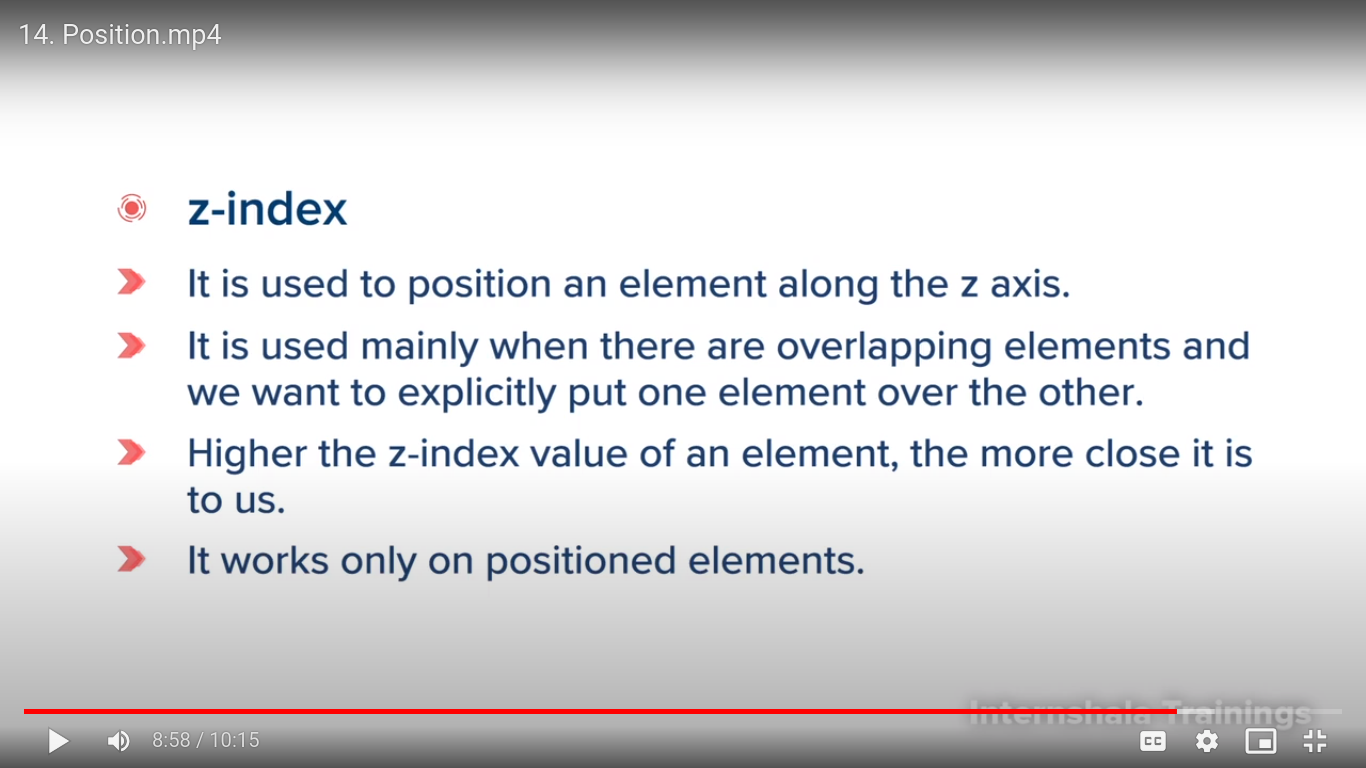 14. Position.mp4
z-index
It is used to position an element along the z axis.
It is used mainly when there are overlapping elements and
we want to explicitly put one element over the other.
Higher the z-index value of an element, the more close it is
to us.
It works only on positioned elements.
Internshala Trainings
8:58 / 10:15
CC